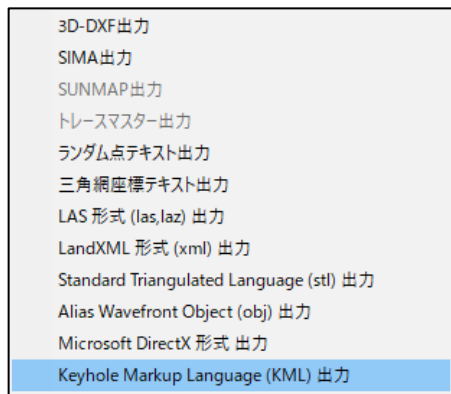 3D-DXF出力
SIMA出力
SUNMAP出力
トレースマスター出力
ランダム点テキスト出力
三角網座標テキスト出力
LAS 形式 (las,laz) 出力
LandXML 形式 (xml) 出力
Standard Triangulated Language (stl) 出力
Alias Wavefront Object (obj) 出力
Microsoft DirectX 形式 出力
Keyhole Markup Language (KML) 出力